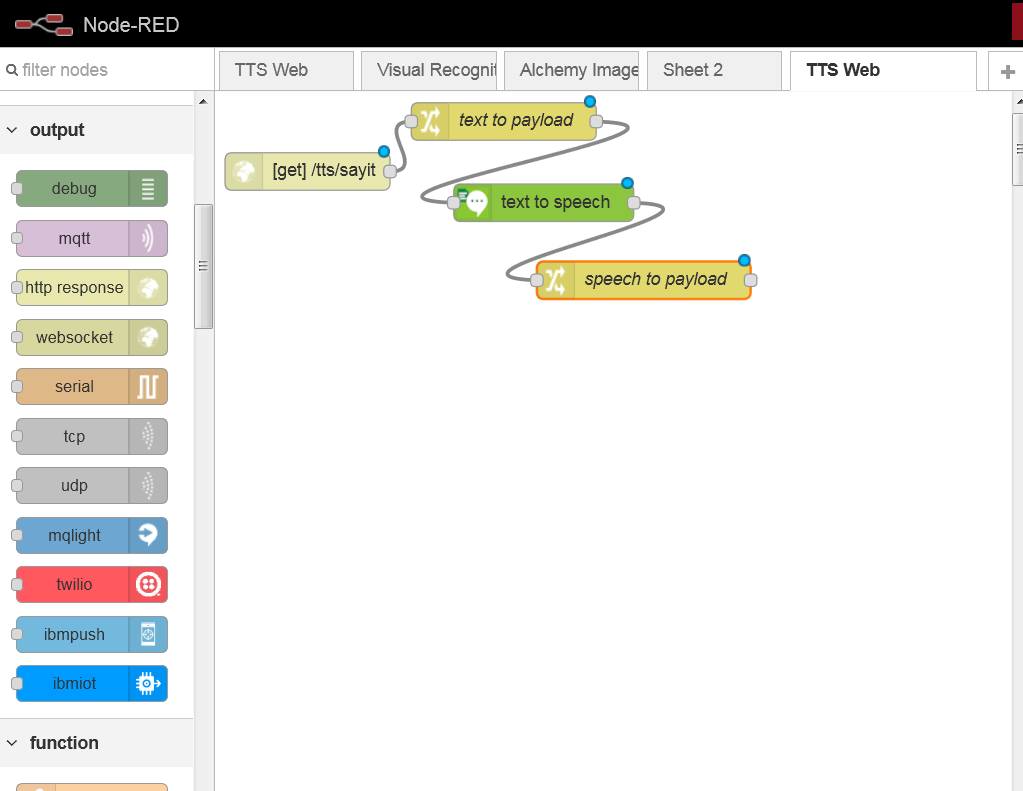 Node-RED
filter nodes
TTS Web
Visual Recognit
Alchemy Image
Sheet 2
TTS Web
output
debug
mqtt
http response
websocket
serial
tcp
udp
mqlight
twilio
ibmpush
ibmiot
function
text to payload
[get] /tts/sayit
text to speech
speech to payload